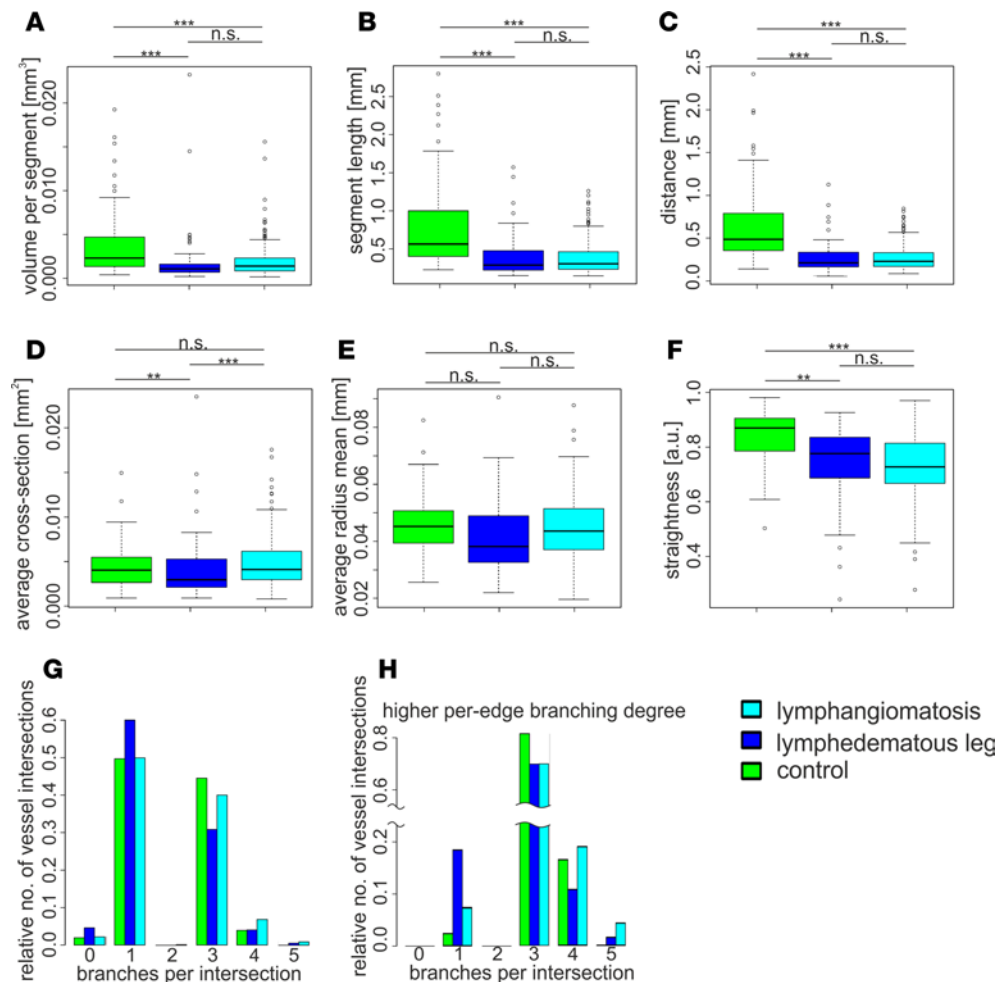 A
B
C
***
n.s.
***
***
n.s.
***
***
n.s.
***
volume per segment [mm³]
0.000
0.010
0.020
segment length [mm]
0.5
1.0
1.5
2.0
2.5
distance [mm]
0.0
0.5
1.0
1.5
2.0
2.5
D
E
F
n.s.
***
**
n.s.
n.s.
n.s.
***
n.s.
**
average cross-section [mm²]
0.000
0.010
0.020
average radius mean [mm]
0.02
0.04
0.06
0.08
straightness [a.u.]
0.4
0.6
0.8
1.0
G
relative no. of vessel intersections
0.0
0.1
0.2
0.3
0.4
0.5
0.6
0 1 2 3 4 5
branches per intersection
H
higher per-edge branching degree
relative no. of vessel intersections
0.0
0.1
0.2
0.6
0.8
0 1 2 3 4 5
branches per intersection
lymphangiomatosis
lymphedematous leg
control